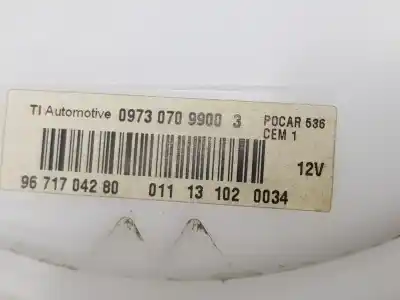 TI Automotive 0973 070 9900 3
POCAR 536
CEM 1
12V
96 717 042 80 011 13 102 0034